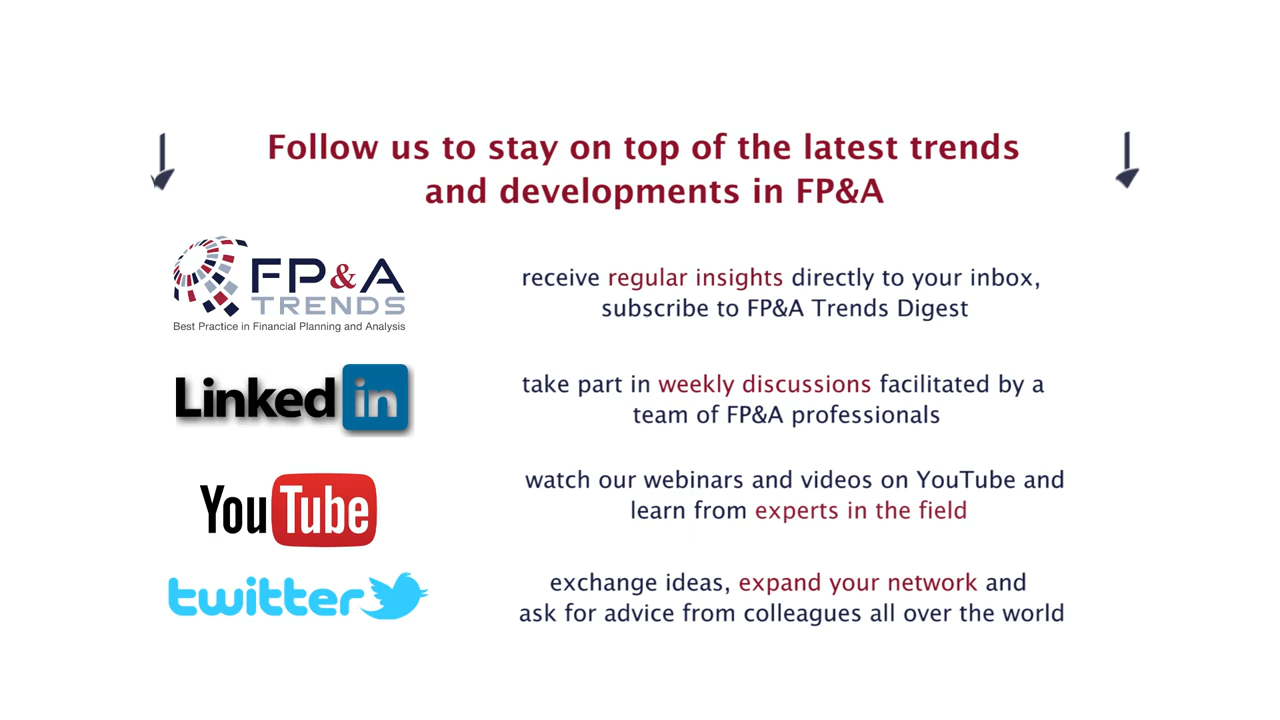 Follow us to stay on top of the latest trends
and developments in FP&A
FP&A
TRENDS
Best Practice in Financial Planning and Analysis
receive regular insights directly to your inbox,
subscribe to FP&A Trends Digest
Linked in
take part in weekly discussions facilitated by a
team of FP&A professionals
YouTube
watch our webinars and videos on YouTube and
learn from experts in the field
twitter
exchange ideas, expand your network and
ask for advice from colleagues all over the world